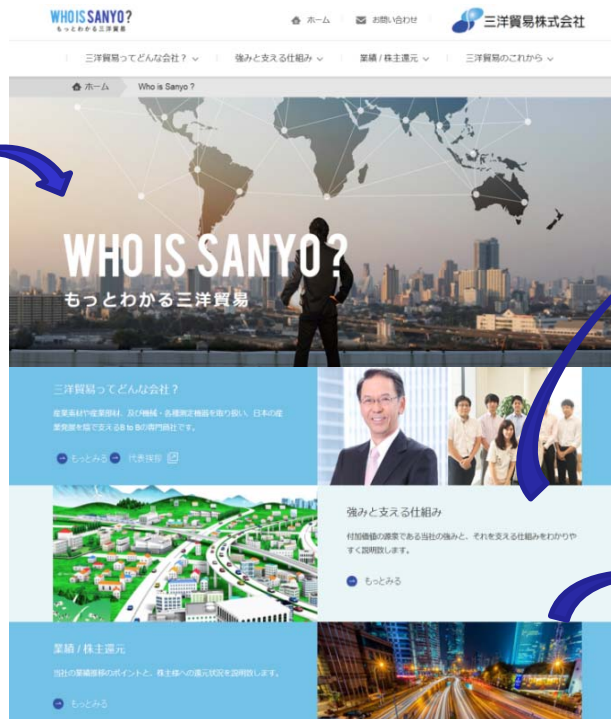 WHO IS SANYO?
もっとわかる三洋貿易
ホーム
お問い合わせ
三洋貿易株式会社
三洋貿易ってどんな会社？
強みと支える仕組み
業績 / 株主還元
三洋貿易のこれから
ホーム
Who is Sanyo ?
WHO IS SANYO?
もっとわかる三洋貿易
三洋貿易ってどんな会社？
産業素材や産業部材、及び機械・各種測定機器を取り扱い、日本の産
業発展を陰で支えるB to Bの専門商社です。
もっとみる
代表挨拶
強みと支える仕組み
付加価値の源泉である当社の強みと、それを支える仕組みをわかりや
すく説明致します。
もっとみる
業績 / 株主還元
当社の業績推移のポイントと、株主様への還元状況を説明致します。
もっとみる